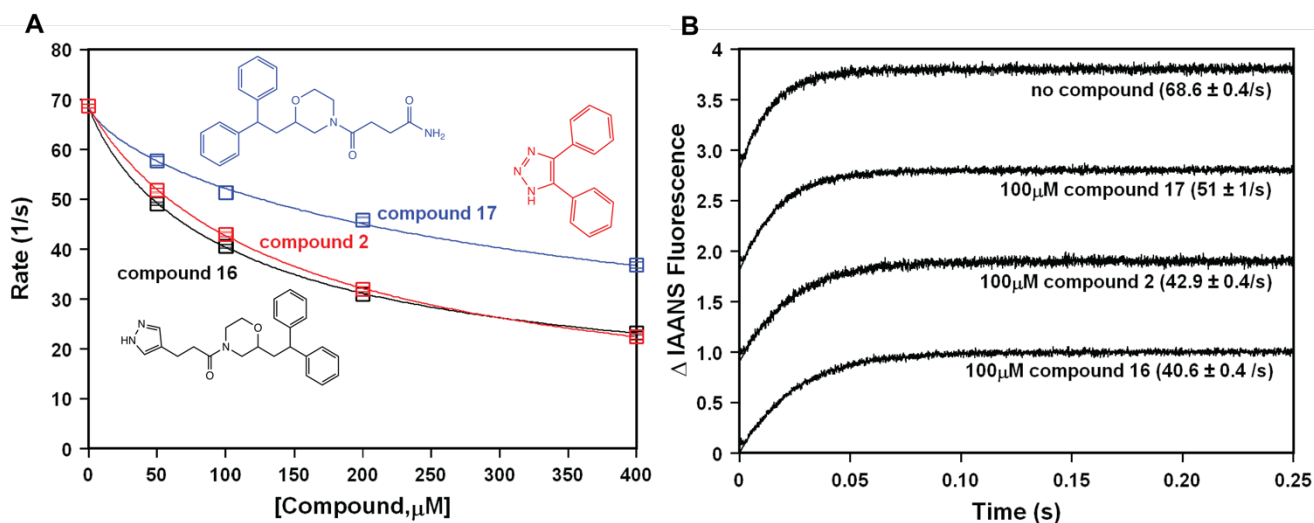 A
Rate (1/s)
80
70
60
50
40
30
20
10
0
0 50 100 150 200 250 300 350 400
[Compound,μM]
O
N
O
O
NH₂
N
N
N
H
compound 17
compound 2
compound 16
N
HN
O
N
O
B
Δ IAANS Fluorescence
4
3.5
3.0
2.5
2.0
1.5
1.0
0.5
0
no compound (68.6 ± 0.4/s)
100μM compound 17 (51 ± 1/s)
100μM compound 2 (42.9 ± 0.4/s)
100μM compound 16 (40.6 ± 0.4 /s)
0 0.05 0.10 0.15 0.20 0.25
Time (s)